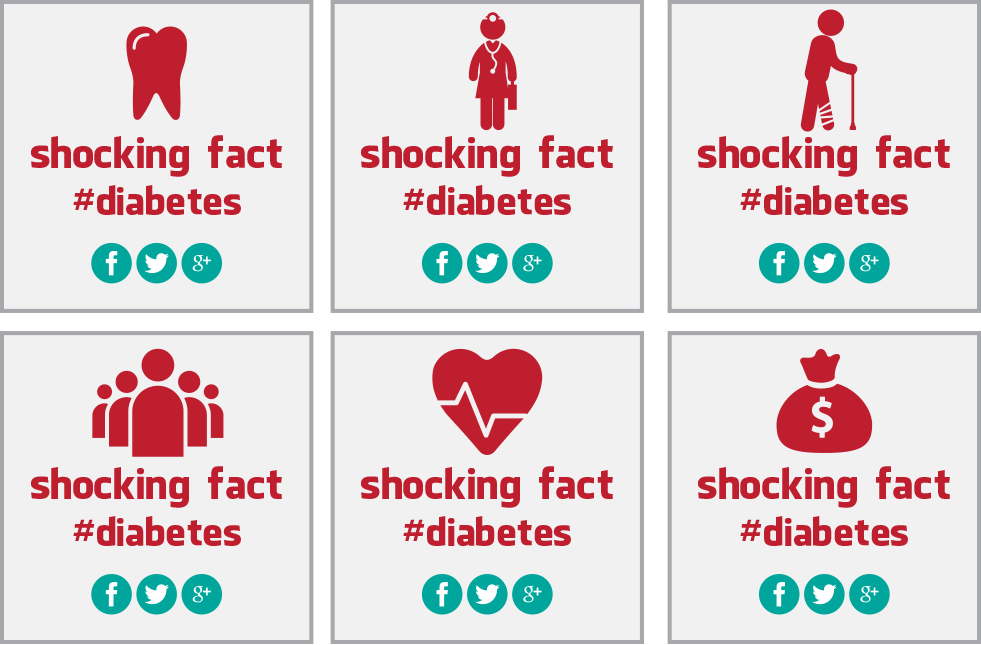 shocking fact
#diabetes
f g+
shocking fact
#diabetes
f g+
shocking fact
#diabetes
f g+
shocking fact
#diabetes
f g+
shocking fact
#diabetes
f g+
$
shocking fact
#diabetes
f g+